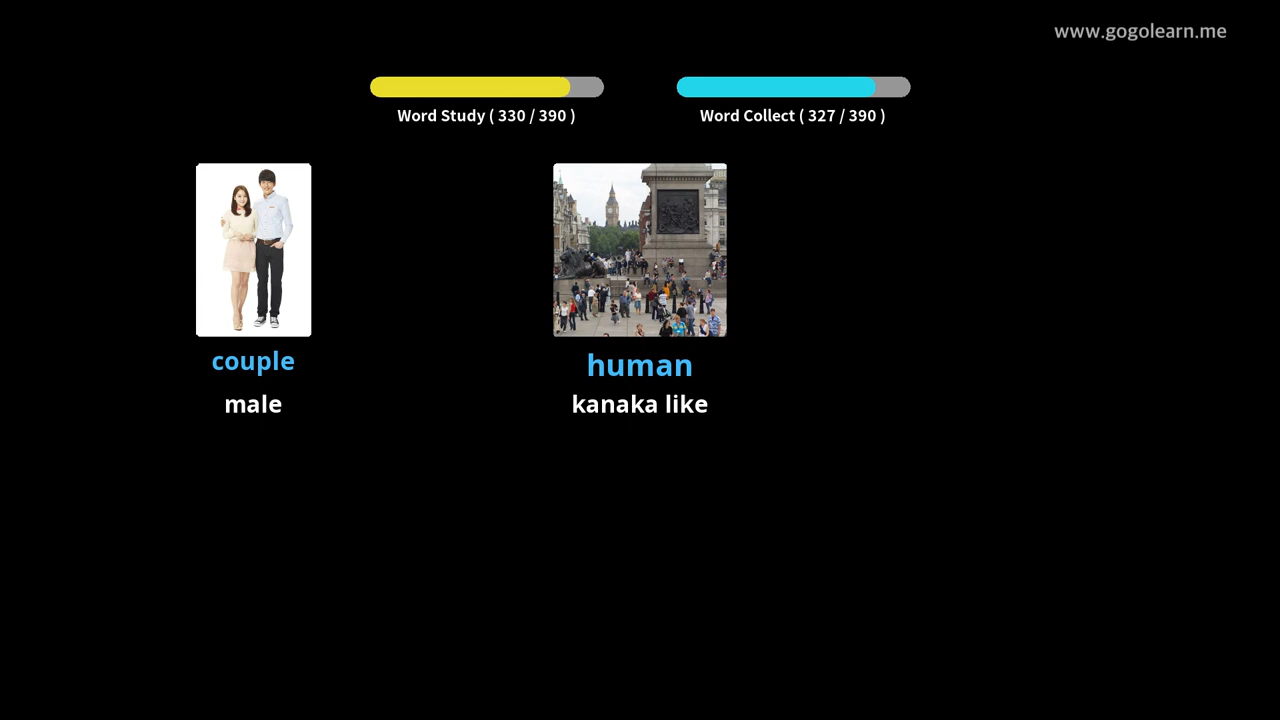 www.gogolearn.me
Word Study ( 330 / 390 )
Word Collect ( 327 / 390 )
couple
male
human
kanaka like